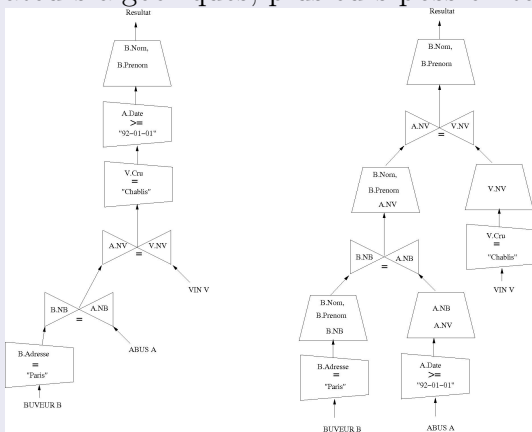 Resultat
B.Nom,
B.Prenom
A.Date
>=
"92-01-01"
V.Cru
=
"Chablis"
A.NV
V.NV
=
VIN V
B.NB
A.NB
=
ABUS A
B.Adresse
=
"Paris"
BUVEUR B
Resultat
B.Nom,
B.Prenom
A.NV
V.NV
=
B.Nom,
B.Prenom
A.NV
V.NV
V.Cru
=
"Chablis"
VIN V
B.NB
A.NB
=
B.Nom,
B.Prenom
B.NB
A.NB
A.NV
B.Adresse
=
"Paris"
A.Date
>=
"92-01-01"
BUVEUR B
ABUS A